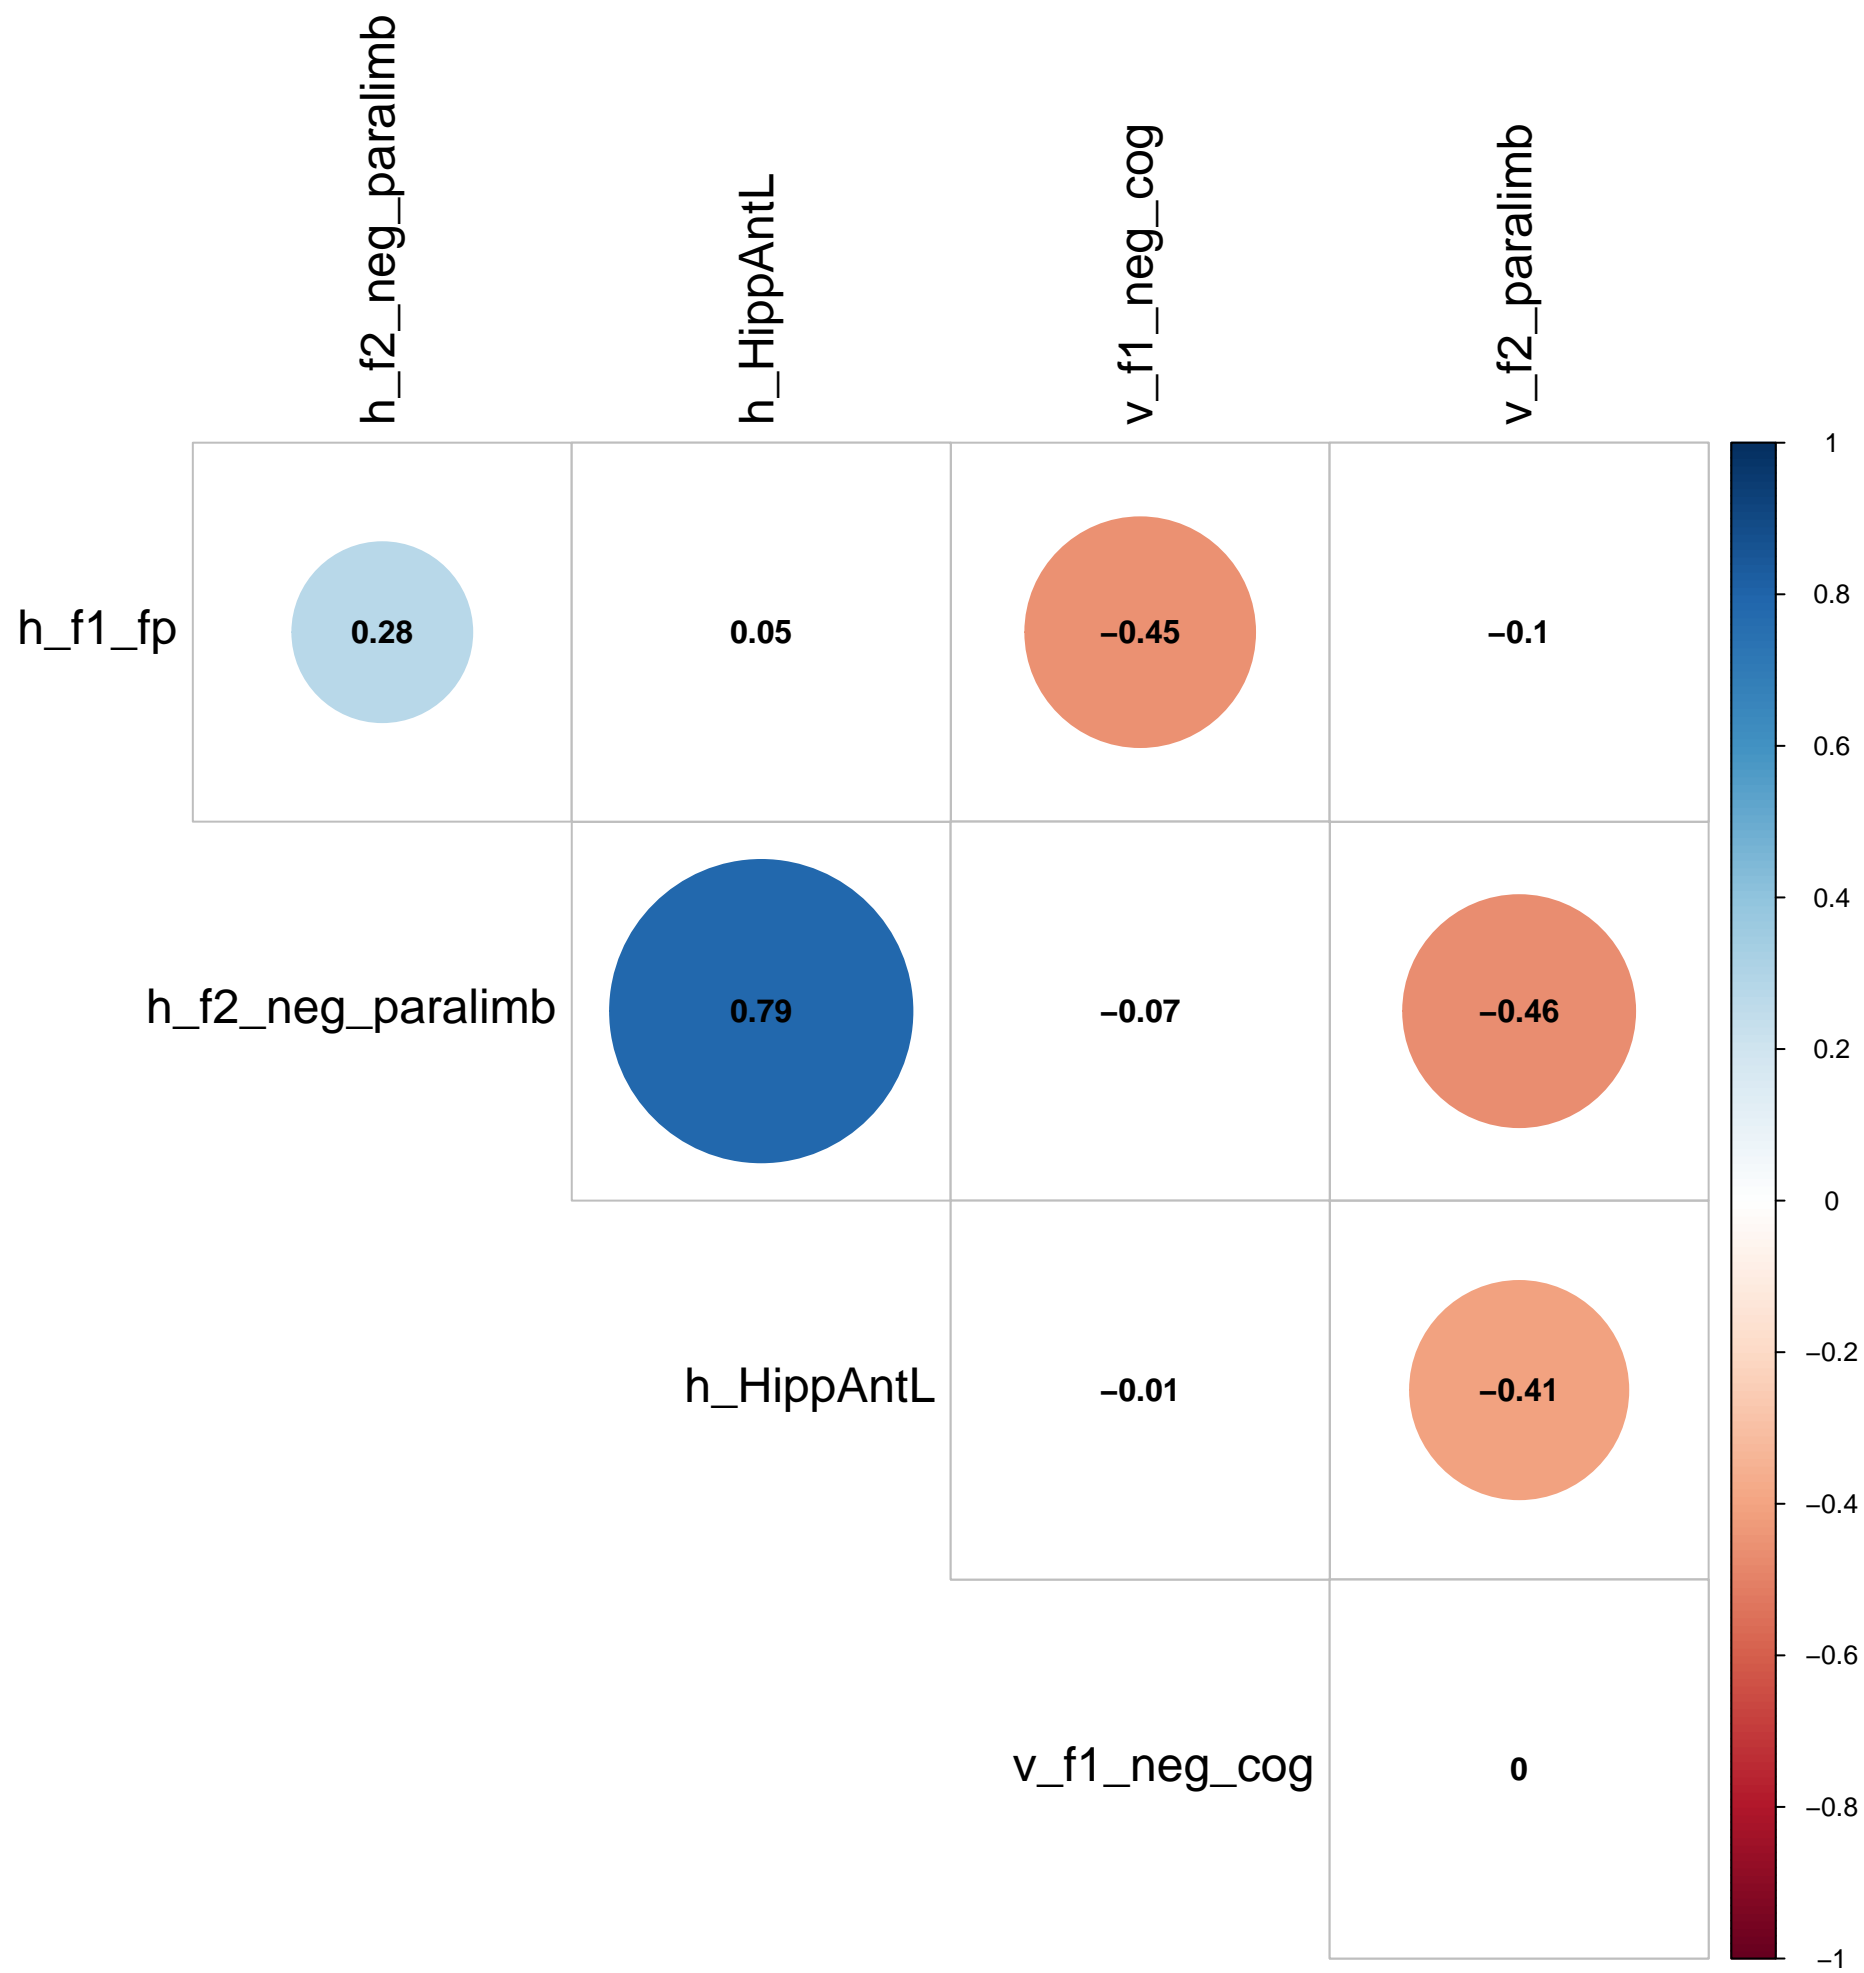 h_f2_neg_paralimb
h_HippAntL
v_f1_neg_cog
v_f2_paralimb
h_f1_fp
0.28
0.05
−0.45
−0.1
h_f2_neg_paralimb
0.79
−0.07
−0.46
h_HippAntL
−0.01
−0.41
v_f1_neg_cog
0
1
0.8
0.6
0.4
0.2
0
−0.2
−0.4
−0.6
−0.8
−1